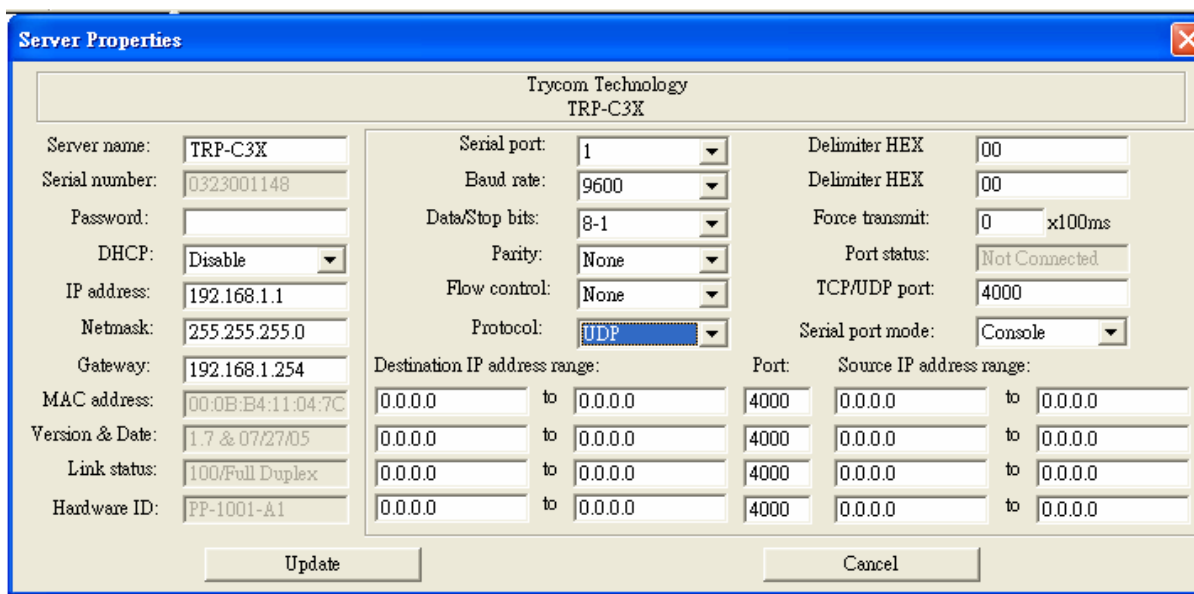 Server Properties
Trycom Technology
TRP-C3X
Server name: TRP-C3X
Serial number: 0323001148
Password:
DHCP: Disable
IP address: 192.168.1.1
Netmask: 255.255.255.0
Gateway: 192.168.1.254
MAC address: 00:0B:B4:11:04:7C
Version & Date: 1.7 & 07/27/05
Link status: 100/Full Duplex
Hardware ID: PP-1001-A1
Serial port: 1
Baud rate: 9600
Data/Stop bits: 8-1
Parity: None
Flow control: None
Protocol: UDP
Delimiter HEX 00
Delimiter HEX 00
Force transmit: 0 x100ms
Port status: Not Connected
TCP/UDP port: 4000
Serial port mode: Console
Destination IP address range: Port: Source IP address range:
0.0.0.0 to 0.0.0.0 4000 0.0.0.0 to 0.0.0.0
0.0.0.0 to 0.0.0.0 4000 0.0.0.0 to 0.0.0.0
0.0.0.0 to 0.0.0.0 4000 0.0.0.0 to 0.0.0.0
0.0.0.0 to 0.0.0.0 4000 0.0.0.0 to 0.0.0.0
Update Cancel